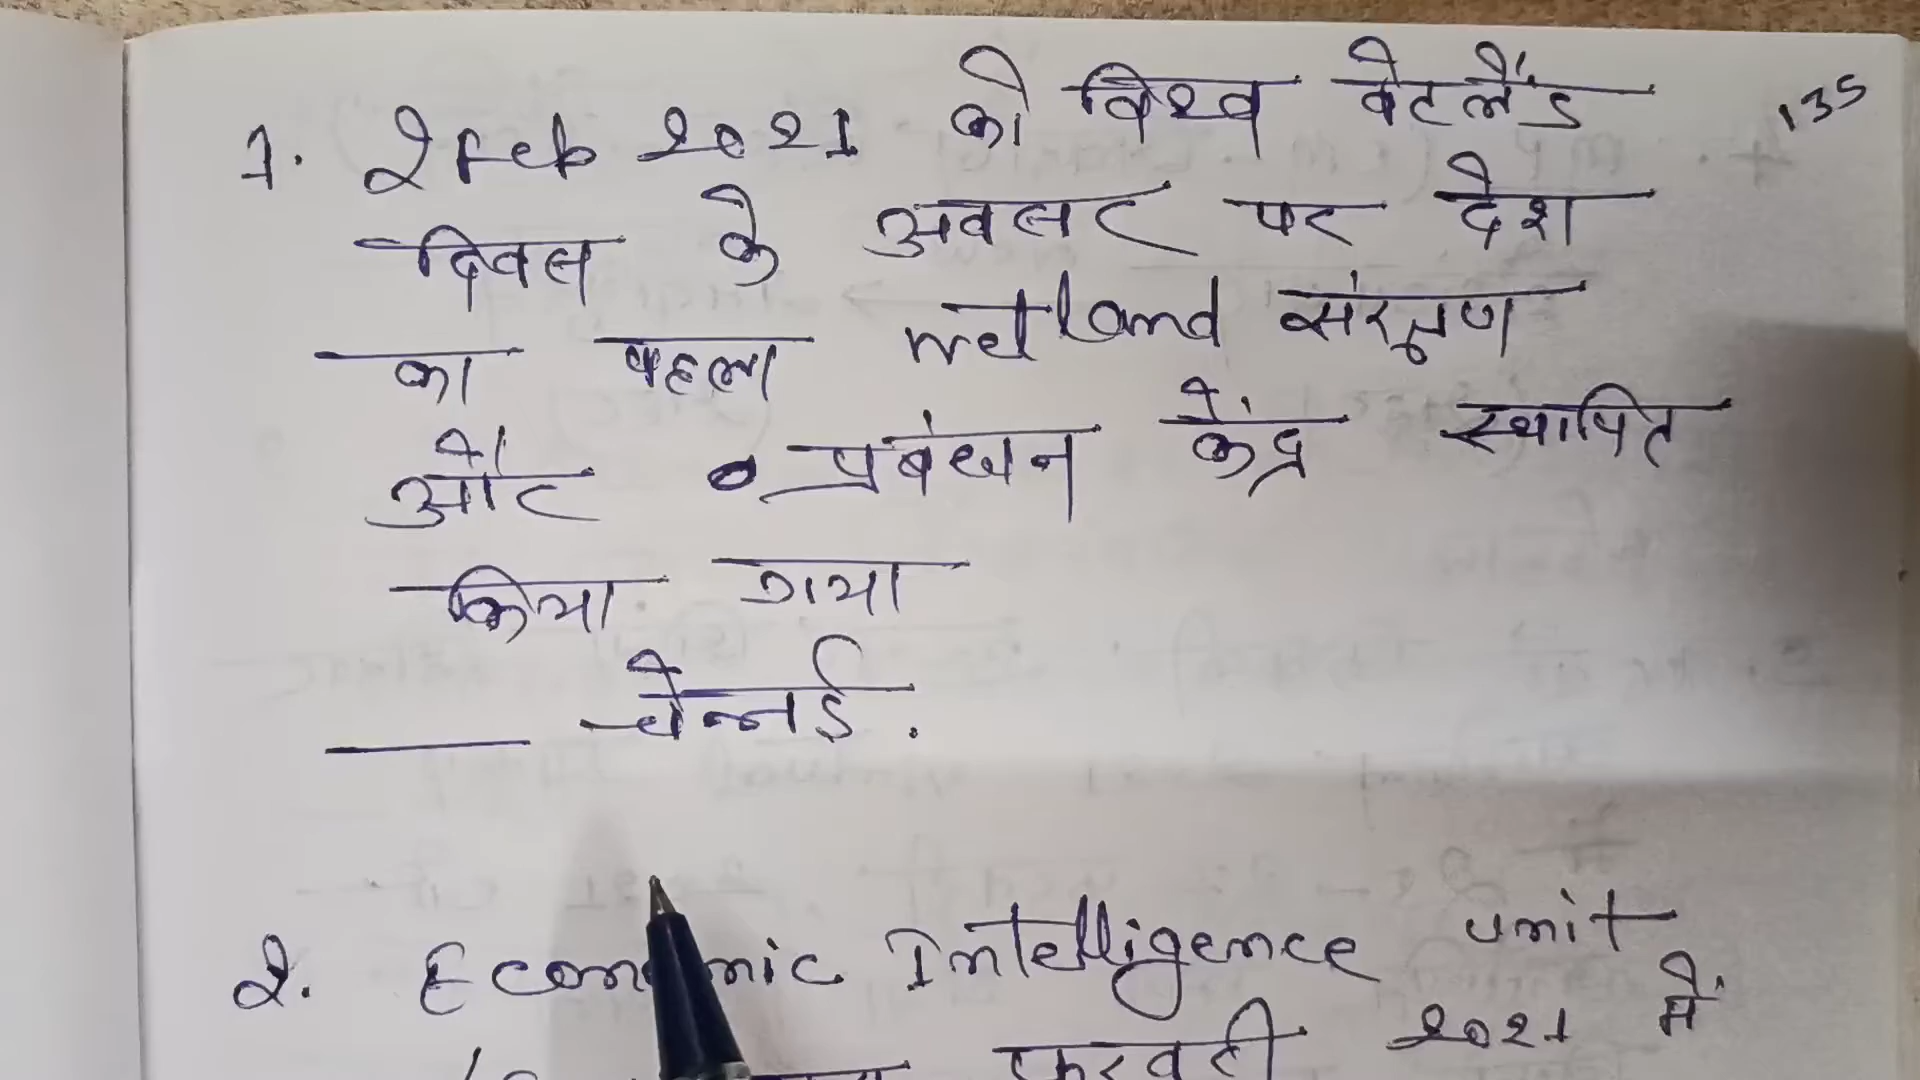 135
1. 2 Feb 2021 को विश्व वेटलैंड
दिवस के अवसर पर देश
का पहला wetland संरक्षण
और प्रबंधन केंद्र स्थापित
किया गया
____ चेन्नई.
2. Economic Intelligence unit
फरवरी 2021 में